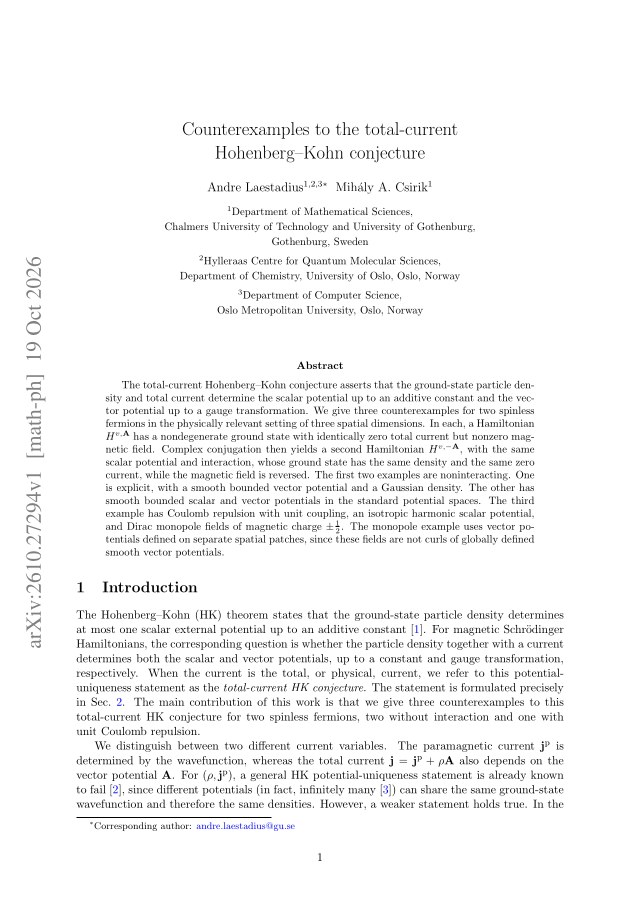 arXiv:2610.27294v1 [math-ph] 19 Oct 2026
Counterexamples to the total-current
Hohenberg–Kohn conjecture
Andre Laestadius1,2,3* Mihály A. Csirik1
1Department of Mathematical Sciences,
Chalmers University of Technology and University of Gothenburg,
Gothenburg, Sweden
2Hylleraas Centre for Quantum Molecular Sciences,
Department of Chemistry, University of Oslo, Oslo, Norway
3Department of Computer Science,
Oslo Metropolitan University, Oslo, Norway
Abstract
The total-current Hohenberg–Kohn conjecture asserts that the ground-state particle den-
sity and total current determine the scalar potential up to an additive constant and the vec-
tor potential up to a gauge transformation. We give three counterexamples for two spinless
fermions in the physically relevant setting of three spatial dimensions. In each, a Hamiltonian
H^{v,A} has a nondegenerate ground state with identically zero total current but nonzero mag-
netic field. Complex conjugation then yields a second Hamiltonian H^{v,−A}, with the same
scalar potential and interaction, whose ground state has the same density and the same zero
current, while the magnetic field is reversed. The first two examples are noninteracting. One
is explicit, with a smooth bounded vector potential and a Gaussian density. The other has
smooth bounded scalar and vector potentials in the standard potential spaces. The third
example has Coulomb repulsion with unit coupling, an isotropic harmonic scalar potential,
and Dirac monopole fields of magnetic charge ±½. The monopole example uses vector po-
tentials defined on separate spatial patches, since these fields are not curls of globally defined
smooth vector potentials.
1 Introduction
The Hohenberg–Kohn (HK) theorem states that the ground-state particle density determines
at most one scalar external potential up to an additive constant [1]. For magnetic Schrödinger
Hamiltonians, the corresponding question is whether the particle density together with a current
determines both the scalar and vector potentials, up to a constant and gauge transformation,
respectively. When the current is the total, or physical, current, we refer to this potential-
uniqueness statement as the total-current HK conjecture. The statement is formulated precisely
in Sec. 2. The main contribution of this work is that we give three counterexamples to this
total-current HK conjecture for two spinless fermions, two without interaction and one with
unit Coulomb repulsion.
We distinguish between two different current variables. The paramagnetic current j^p is
determined by the wavefunction, whereas the total current j = j^p + ρA also depends on the
vector potential A. For (ρ, j^p), a general HK potential-uniqueness statement is already known
to fail [2], since different potentials (in fact, infinitely many [3]) can share the same ground-state
wavefunction and therefore the same densities. However, a weaker statement holds true. In the
*Corresponding author: andre.laestadius@gu.se
1